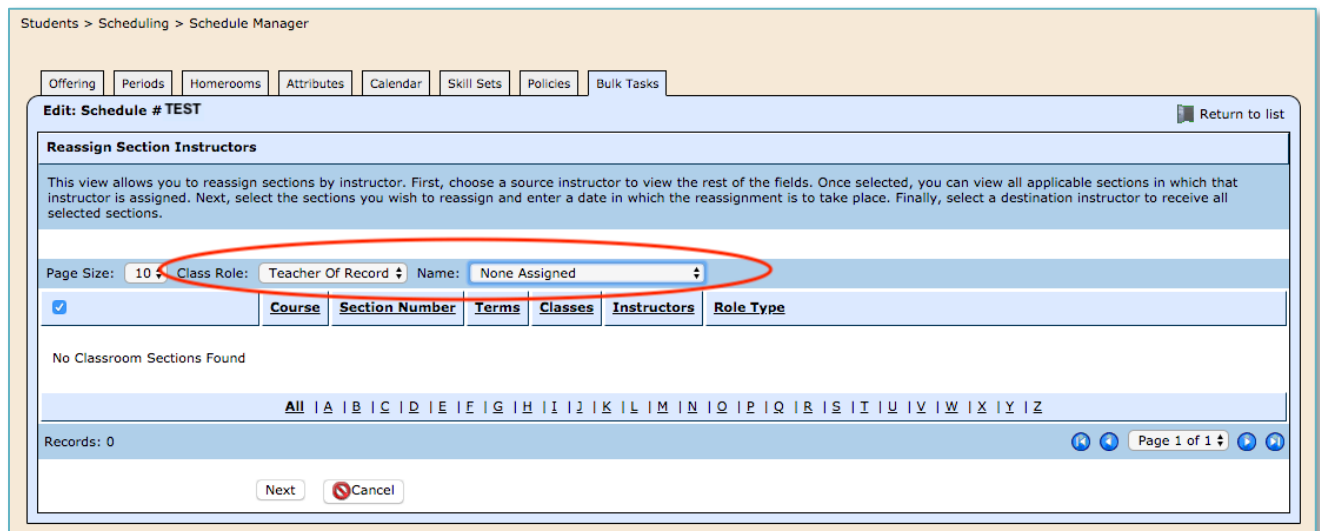 Students > Scheduling > Schedule Manager
Offering Periods Homerooms Attributes Calendar Skill Sets Policies Bulk Tasks
Edit: Schedule # TEST Return to list
Reassign Section Instructors
This view allows you to reassign sections by instructor. First, choose a source instructor to view the rest of the fields. Once selected, you can view all applicable sections in which that
instructor is assigned. Next, select the sections you wish to reassign and enter a date in which the reassignment is to take place. Finally, select a destination instructor to receive all
selected sections.
Page Size: 10 Class Role: Teacher Of Record Name: None Assigned
Course Section Number Terms Classes Instructors Role Type
No Classroom Sections Found
All | A | B | C | D | E | F | G | H | I | J | K | L | M | N | O | P | Q | R | S | T | U | V | W | X | Y | Z
Records: 0 Page 1 of 1
Next Cancel